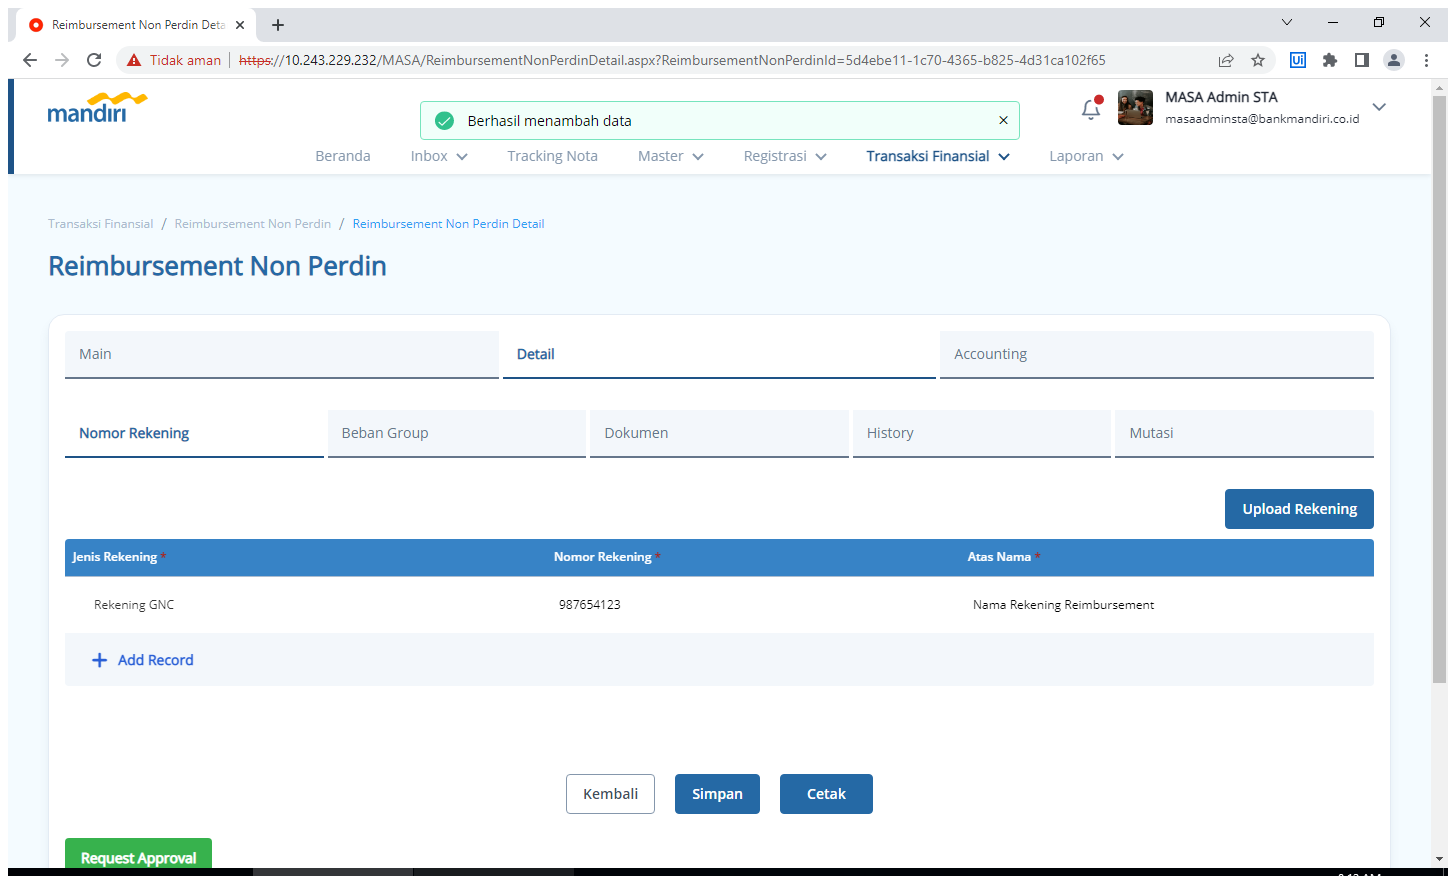 Reimbursement Non Perdin Deta
Tidak aman https://10.243.229.232/MASA/ReimbursementNonPerdinDetail.aspx?ReimbursementNonPerdinId=5d4ebe11-1c70-4365-b825-4d31ca102f65
Ui
mandiri
Berhasil menambah data
MASA Admin STA
masaadminsta@bankmandiri.co.id
Beranda Inbox Tracking Nota Master Registrasi Transaksi Finansial Laporan
Transaksi Finansial / Reimbursement Non Perdin / Reimbursement Non Perdin Detail
Reimbursement Non Perdin
Main Detail Accounting
Nomor Rekening Beban Group Dokumen History Mutasi
Upload Rekening
Jenis Rekening * Nomor Rekening * Atas Nama *
Rekening GNC 987654123 Nama Rekening Reimbursement
+ Add Record
Kembali Simpan Cetak
Request Approval